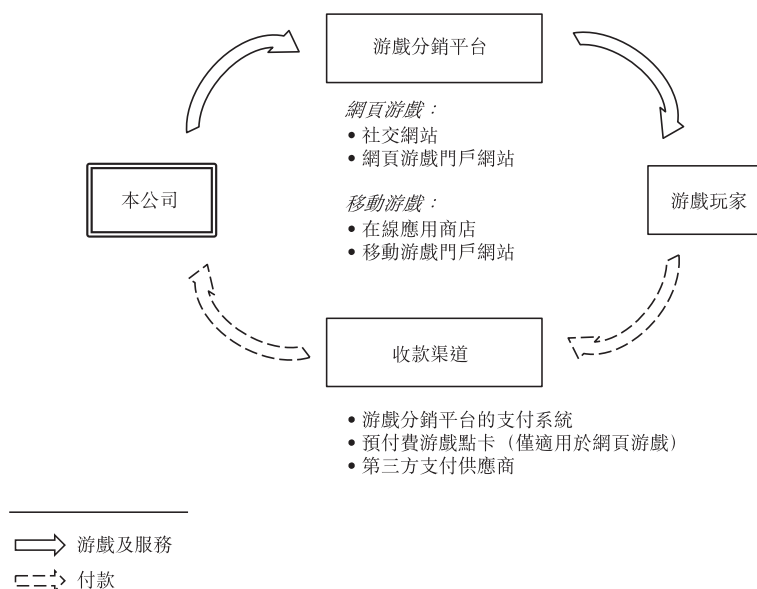 游戲分銷平台
網頁游戲：
• 社交網站
• 網頁游戲門戶網站
本公司
游戲玩家
移動游戲：
• 在線應用商店
• 移動游戲門戶網站
收款渠道
• 游戲分銷平台的支付系統
• 預付費游戲點卡（僅適用於網頁游戲）
• 第三方支付供應商
游戲及服務
付款